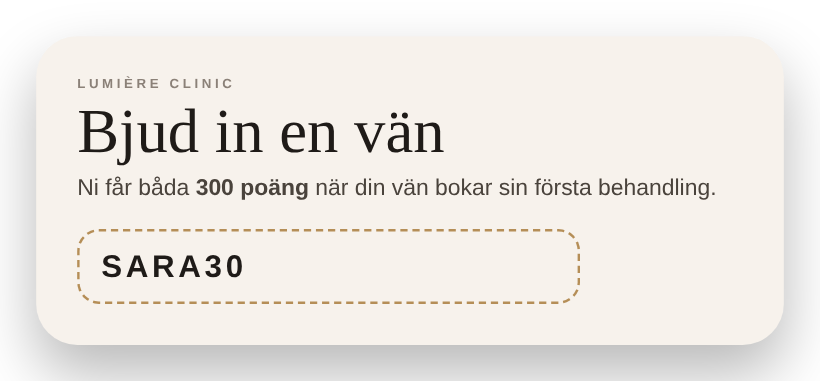 LUMIÈRE CLINIC
Bjud in en vän
Ni får båda 300 poäng när din vän bokar sin första behandling.
SARA30